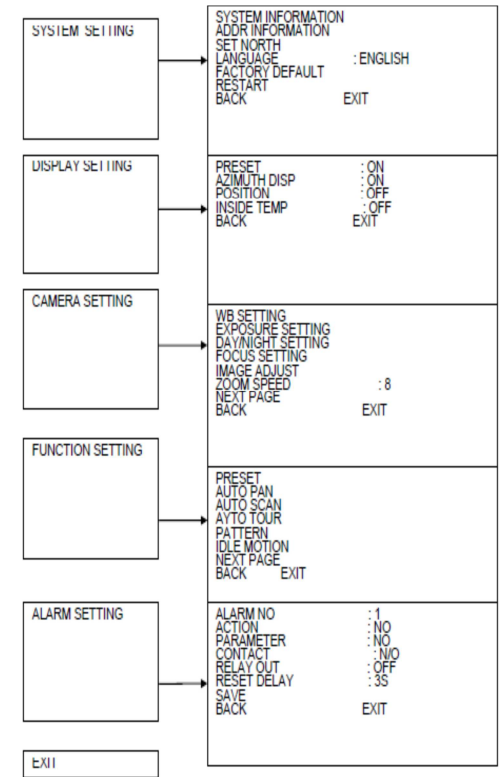 SYSTEM SETTING
SYSTEM INFORMATION
ADDR INFORMATION
SET NORTH
LANGUAGE : ENGLISH
FACTORY DEFAULT
RESTART
BACK EXIT
DISPLAY SETTING
PRESET : ON
AZIMUTH DISP : ON
POSITION : OFF
INSIDE TEMP : OFF
BACK EXIT
CAMERA SETTING
WB SETTING
EXPOSURE SETTING
DAY/NIGHT SETTING
FOCUS SETTING
IMAGE ADJUST
ZOOM SPEED : 8
NEXT PAGE
BACK EXIT
FUNCTION SETTING
PRESET
AUTO PAN
AUTO SCAN
AYTO TOUR
PATTERN
IDLE MOTION
NEXT PAGE
BACK EXIT
ALARM SETTING
ALARM NO : 1
ACTION : NO
PARAMETER : NO
CONTACT : N/O
RELAY OUT : OFF
RESET DELAY : 3S
SAVE
BACK EXIT
EXIT